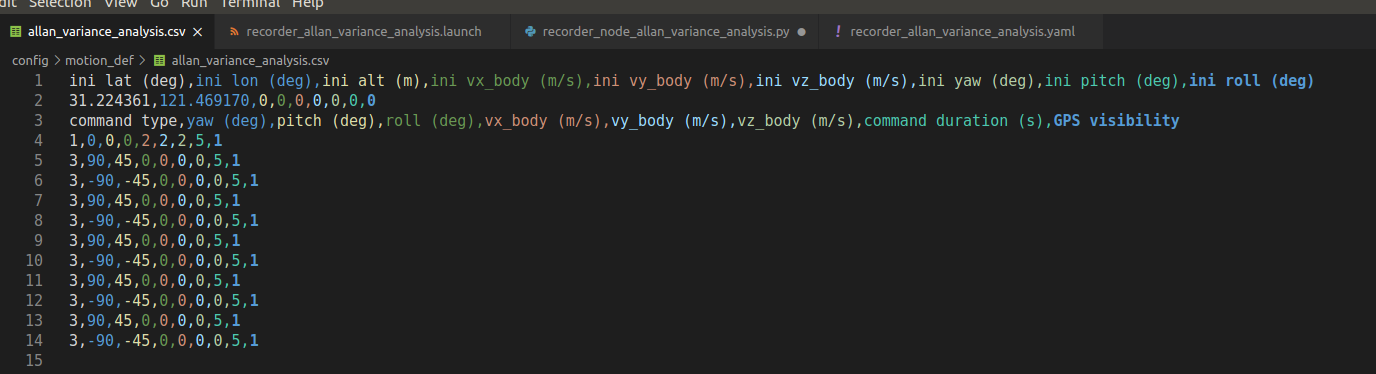 dit Selection View Go Run Terminal Help
allan_variance_analysis.csv recorder_allan_variance_analysis.launch recorder_node_allan_variance_analysis.py recorder_allan_variance_analysis.yaml
config > motion_def > allan_variance_analysis.csv
1 ini lat (deg),ini lon (deg),ini alt (m),ini vx_body (m/s),ini vy_body (m/s),ini vz_body (m/s),ini yaw (deg),ini pitch (deg),ini roll (deg)
2 31.224361,121.469170,0,0,0,0,0,0,0
3 command type,yaw (deg),pitch (deg),roll (deg),vx_body (m/s),vy_body (m/s),vz_body (m/s),command duration (s),GPS visibility
4 1,0,0,0,2,2,2,5,1
5 3,90,45,0,0,0,0,5,1
6 3,-90,-45,0,0,0,0,5,1
7 3,90,45,0,0,0,0,5,1
8 3,-90,-45,0,0,0,0,5,1
9 3,90,45,0,0,0,0,5,1
10 3,-90,-45,0,0,0,0,5,1
11 3,90,45,0,0,0,0,5,1
12 3,-90,-45,0,0,0,0,5,1
13 3,90,45,0,0,0,0,5,1
14 3,-90,-45,0,0,0,0,5,1
15